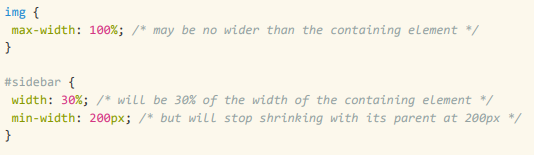 img {
 max-width: 100%; /* may be no wider than the containing element */
}

#sidebar {
 width: 30%; /* will be 30% of the width of the containing element */
 min-width: 200px; /* but will stop shrinking with its parent at 200px */
}